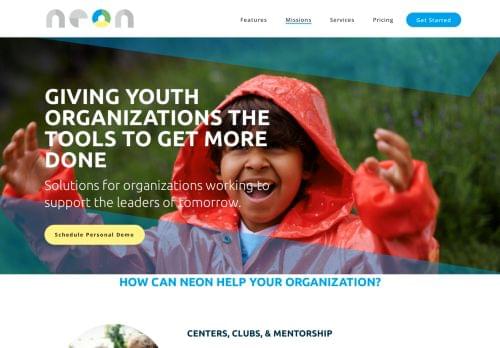 neon
Features
Missions
Services
Pricing
Get Started
GIVING YOUTH
ORGANIZATIONS THE
TOOLS TO GET MORE
DONE
Solutions for organizations working to
support the leaders of tomorrow.
Schedule Personal Demo
HOW CAN NEON HELP YOUR ORGANIZATION?
CENTERS, CLUBS, & MENTORSHIP